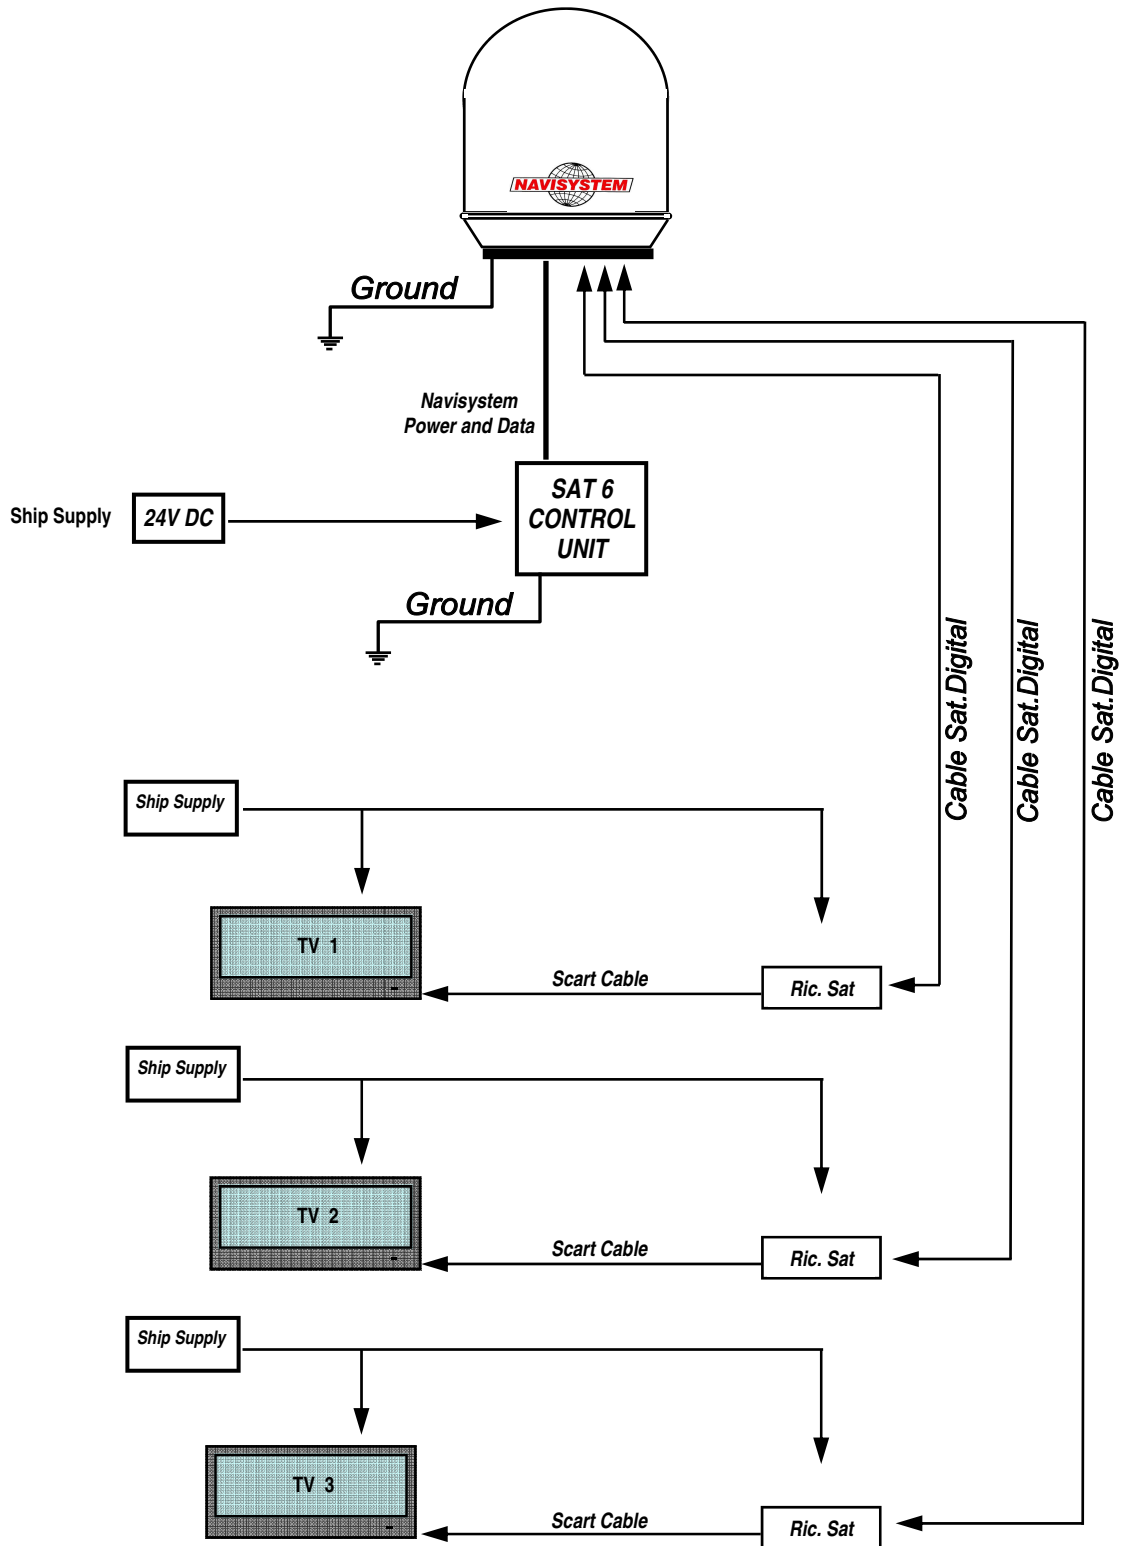 NAVISYSTEM
Ground
Navisystem
Power and Data
Ship Supply
24V DC
SAT 6
CONTROL
UNIT
Ground
Cable Sat.Digital
Cable Sat.Digital
Cable Sat.Digital
Ship Supply
TV 1
Scart Cable
Ric. Sat
Ship Supply
TV 2
Scart Cable
Ric. Sat
Ship Supply
TV 3
Scart Cable
Ric. Sat